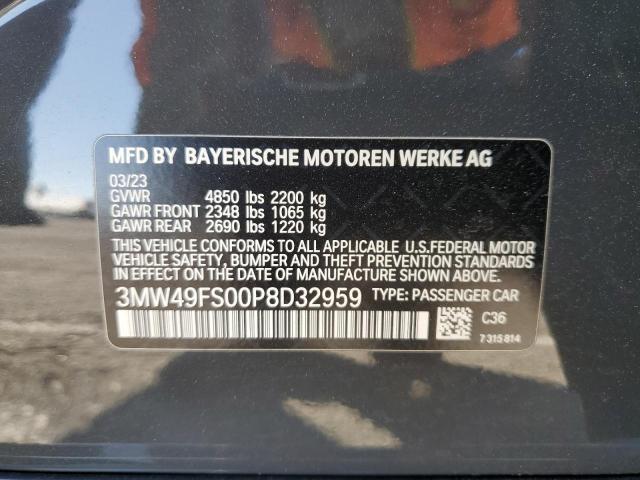 MFD BY BAYERISCHE MOTOREN WERKE AG
03/23
GVWR 4850 lbs 2200 kg
GAWR FRONT 2348 lbs 1065 kg
GAWR REAR 2690 lbs 1220 kg
THIS VEHICLE CONFORMS TO ALL APPLICABLE U.S.FEDERAL MOTOR
VEHICLE SAFETY, BUMPER AND THEFT PREVENTION STANDARDS IN
EFFECT ON THE DATE OF MANUFACTURE SHOWN ABOVE.
3MW49FS00P8D32959 TYPE: PASSENGER CAR
C36
7 315 814